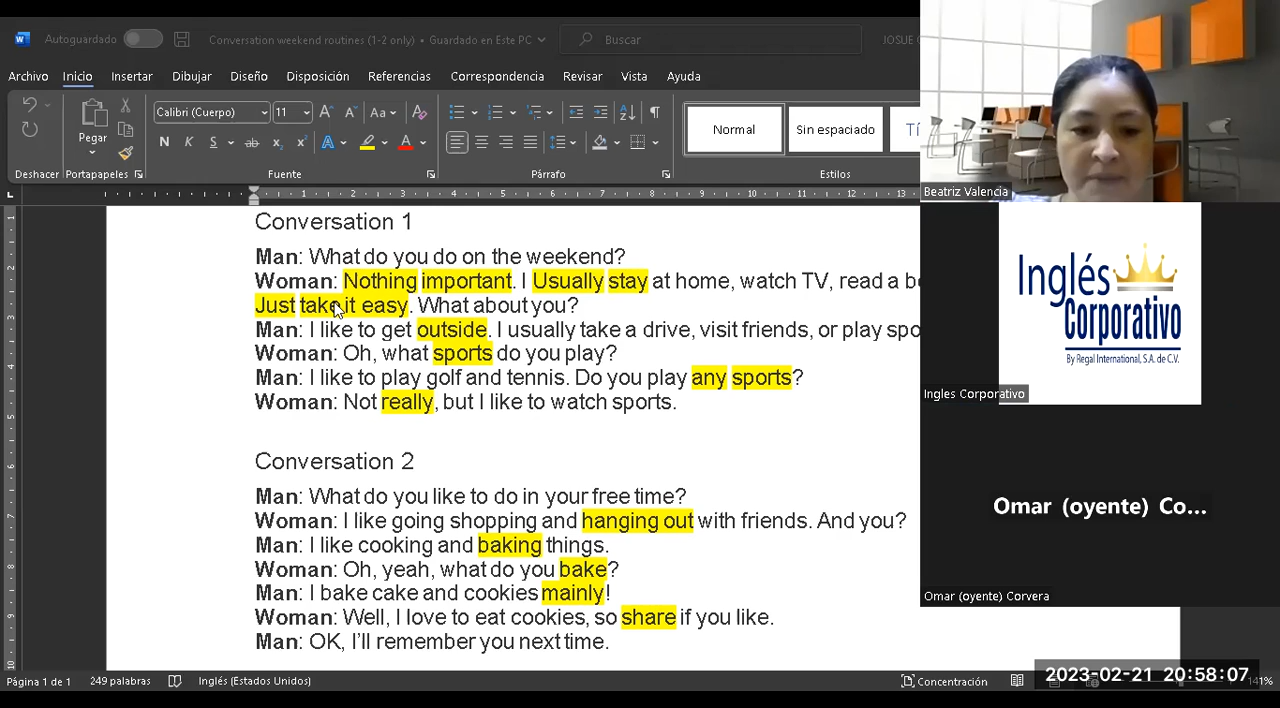 Autoguardado
Conversation weekend routines (1-2 only) • Guardado en Este PC
Buscar
Archivo Inicio Insertar Dibujar Diseño Disposición Referencias Correspondencia Revisar Vista Ayuda
Pegar
Calibri (Cuerpo) 11
Normal
Sin espaciado
Deshacer Portapapeles Fuente Párrafo Estilos
Conversation 1
Man: What do you do on the weekend?
Woman: Nothing important. I Usually stay at home, watch TV, read a
Just take it easy. What about you?
Man: I like to get outside. I usually take a drive, visit friends, or play
Woman: Oh, what sports do you play?
Man: I like to play golf and tennis. Do you play any sports?
Woman: Not really, but I like to watch sports.
Conversation 2
Man: What do you like to do in your free time?
Woman: I like going shopping and hanging out with friends. And you?
Man: I like cooking and baking things.
Woman: Oh, yeah, what do you bake?
Man: I bake cake and cookies mainly!
Woman: Well, I love to eat cookies, so share if you like.
Man: OK, I'll remember you next time.
Página 1 de 1 249 palabras Inglés (Estados Unidos) Concentración 141%
Beatriz Valencia
Inglés
Corporativo
By Regal International, S.A. de C.V.
Ingles Corporativo
Omar (oyente) Co...
Omar (oyente) Corvera
2023-02-21 20:58:07